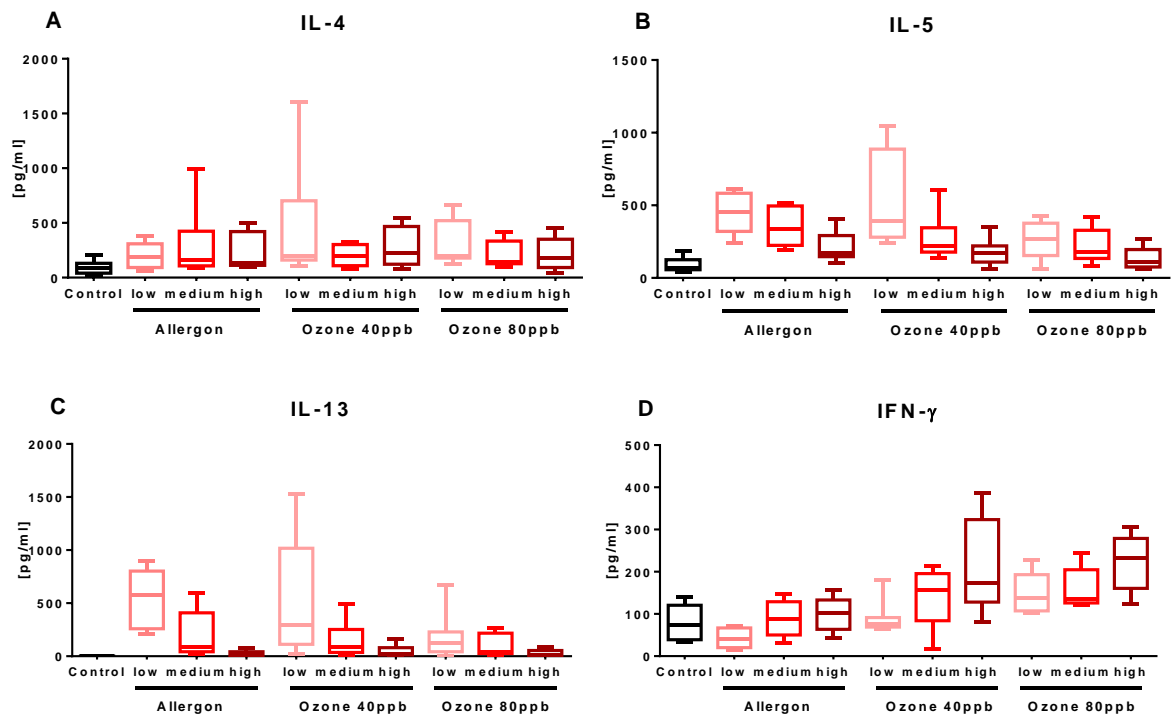 A
IL-4
2000
1500
1000
500
0
[pg/ml]
Control low medium high low medium high low medium high
Allergon Ozone 40ppb Ozone 80ppb
B
IL-5
1500
1000
500
0
[pg/ml]
Control low medium high low medium high low medium high
Allergon Ozone 40ppb Ozone 80ppb
C
IL-13
2000
1500
1000
500
0
[pg/ml]
Control low medium high low medium high low medium high
Allergon Ozone 40ppb Ozone 80ppb
D
IFN-γ
500
400
300
200
100
0
[pg/ml]
Control low medium high low medium high low medium high
Allergon Ozone 40ppb Ozone 80ppb